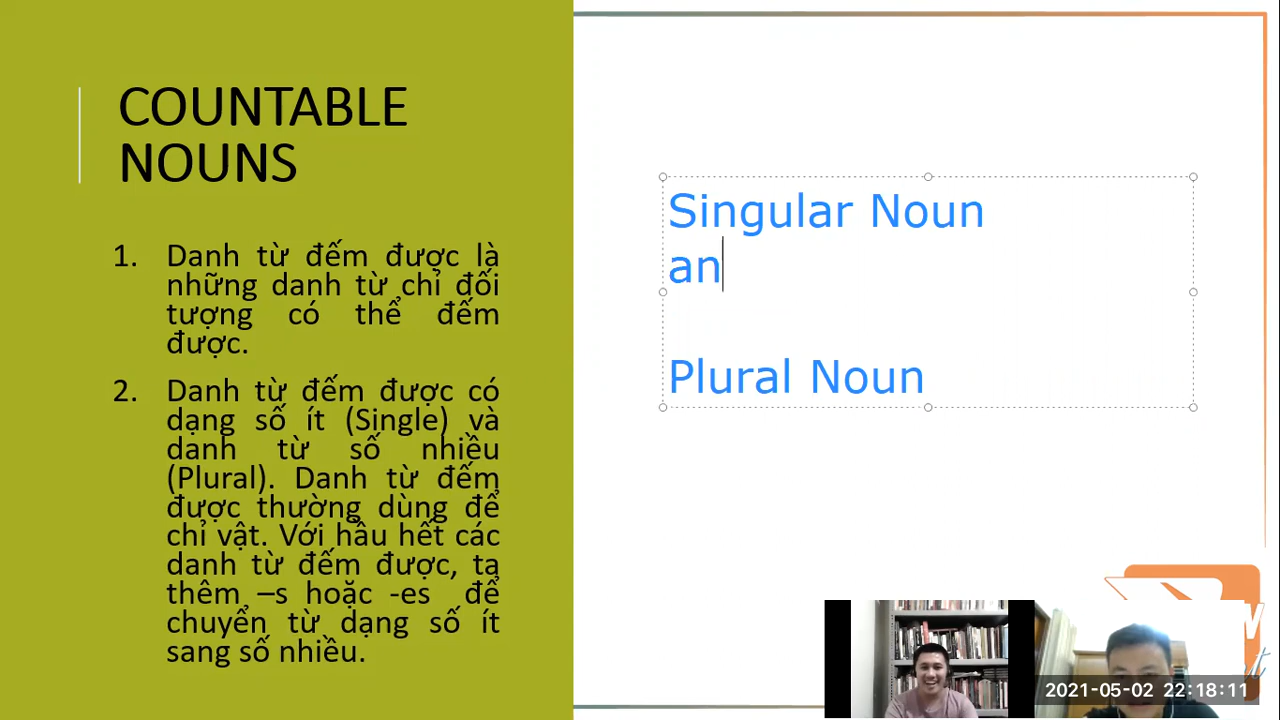 COUNTABLE
NOUNS
1. Danh từ đếm được là
những danh từ chỉ đối
tượng có thể đếm
được.
2. Danh từ đếm được có
dạng số ít (Single) và
danh từ số nhiều
(Plural). Danh từ đếm
được thường dùng để
chỉ vật. Với hầu hết các
danh từ đếm được, ta
thêm –s hoặc -es để
chuyển từ dạng số ít
sang số nhiều.
Singular Noun
an
Plural Noun
2021-05-02 22:18:11